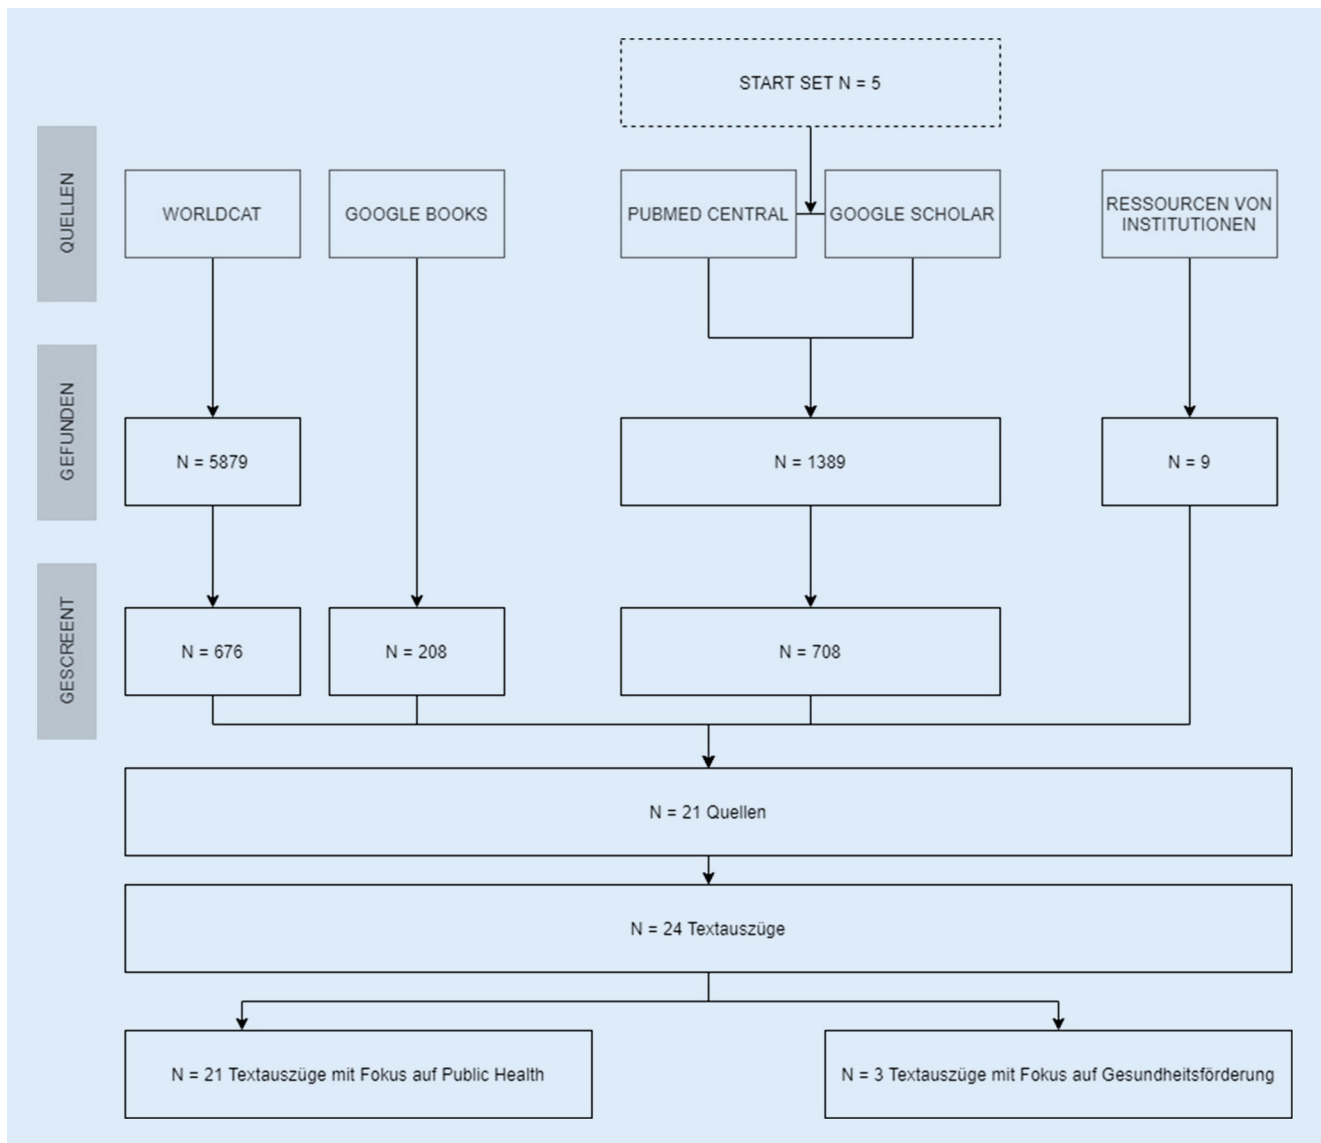 START SET N = 5
QUELLEN
WORLDCAT
GOOGLE BOOKS
PUBMED CENTRAL
GOOGLE SCHOLAR
RESSOURCEN VON
INSTITUTIONEN
GEFUNDEN
N = 5879
N = 1389
N = 9
GESCREENT
N = 676
N = 208
N = 708
N = 21 Quellen
N = 24 Textauszüge
N = 21 Textauszüge mit Fokus auf Public Health
N = 3 Textauszüge mit Fokus auf Gesundheitsförderung